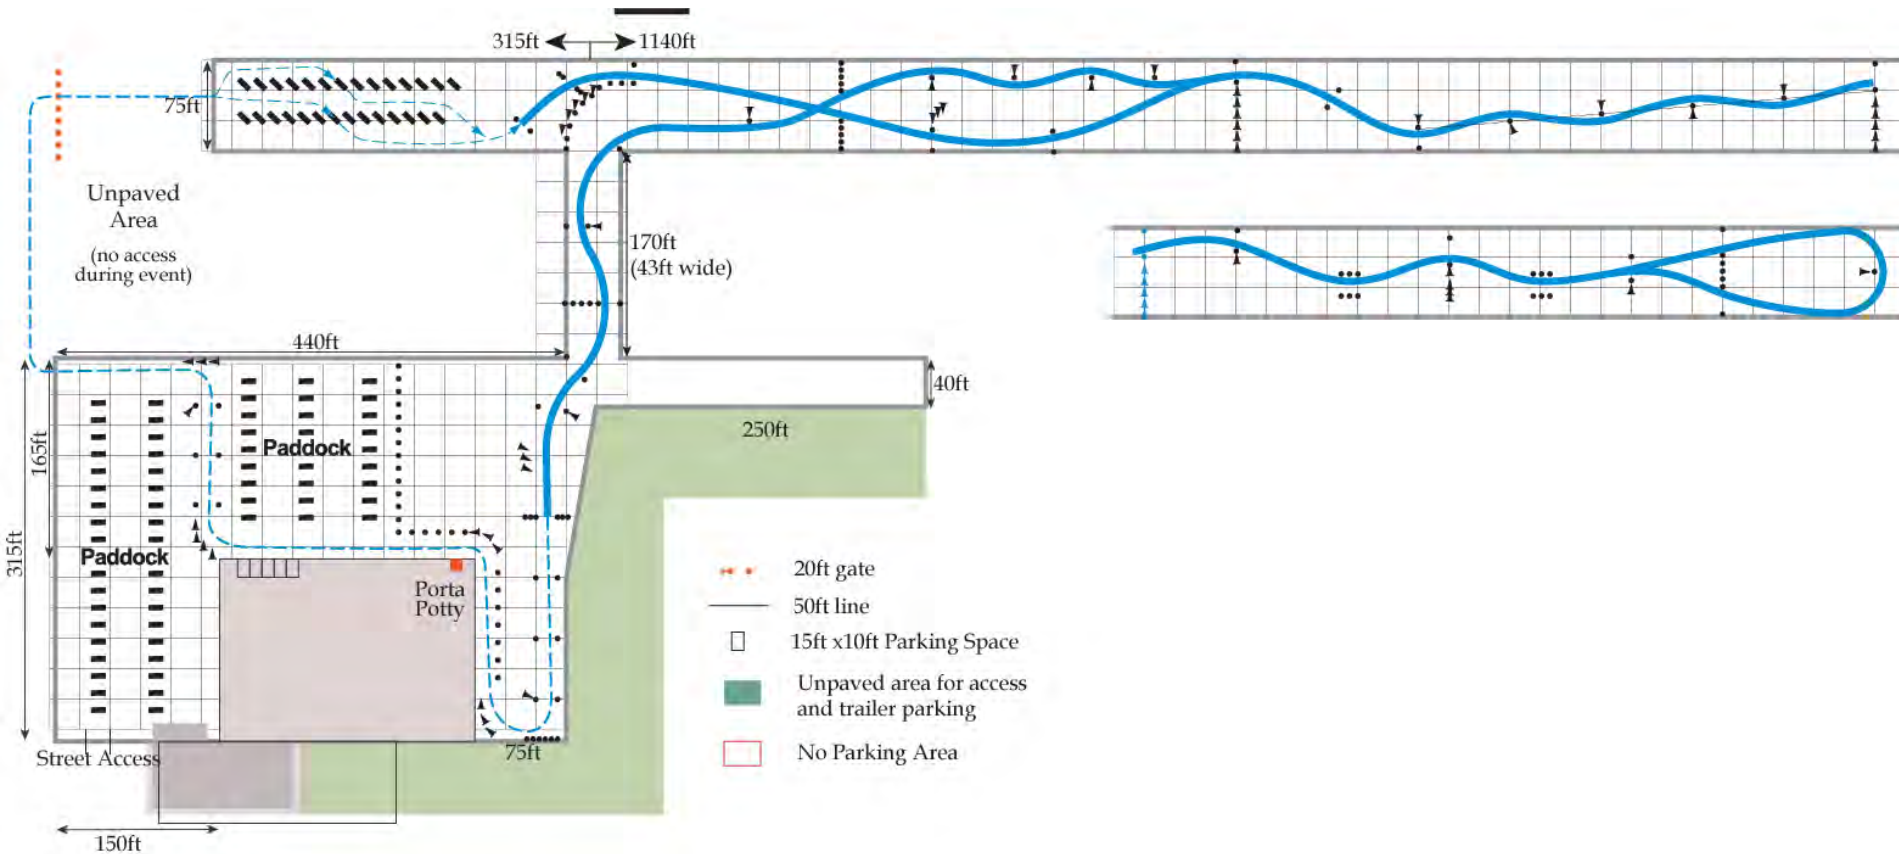 315ft
1140ft
75ft
Unpaved
Area
(no access
during event)
170ft
(43ft wide)
440ft
40ft
250ft
165ft
Paddock
315ft
Paddock
Porta
Potty
20ft gate
50ft line
15ft x10ft Parking Space
Unpaved area for access
and trailer parking
No Parking Area
75ft
Street Access
150ft